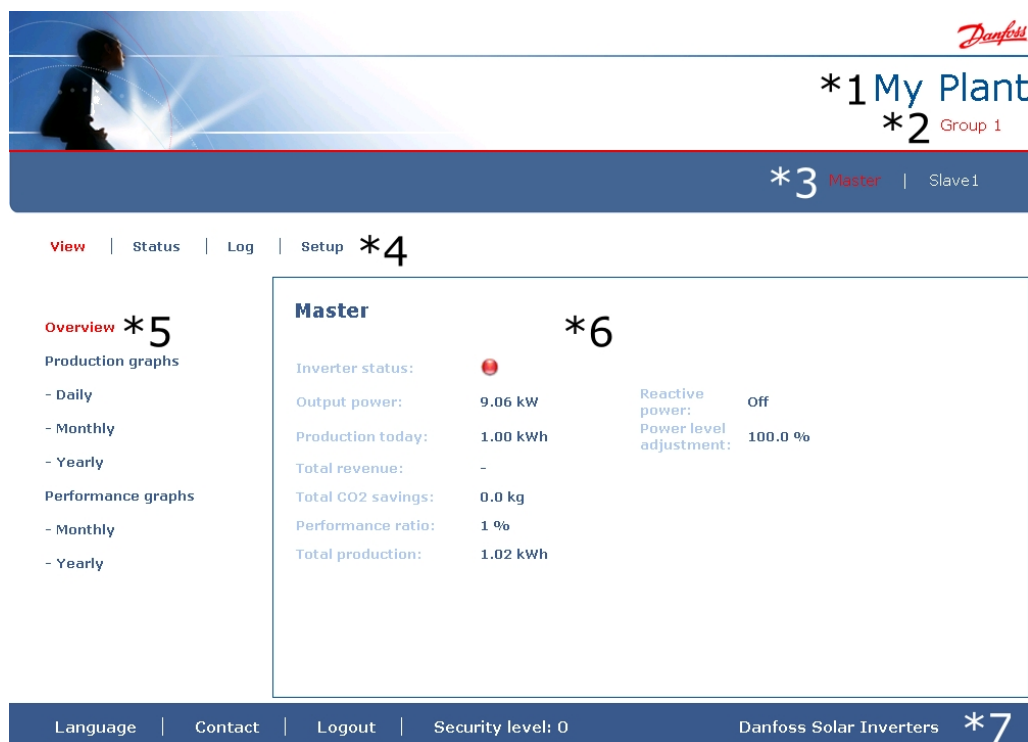 Danfoss
*1 My Plant
*2 Group 1
*3 Master | Slave1
View | Status | Log | Setup *4
Overview *5
Production graphs
- Daily
- Monthly
- Yearly
Performance graphs
- Monthly
- Yearly
Master
*6
Inverter status:
Output power: 9.06 kW
Reactive
power: Off
Production today: 1.00 kWh
Power level
adjustment: 100.0 %
Total revenue: -
Total CO2 savings: 0.0 kg
Performance ratio: 1 %
Total production: 1.02 kWh
Language | Contact | Logout | Security level: 0 Danfoss Solar Inverters *7